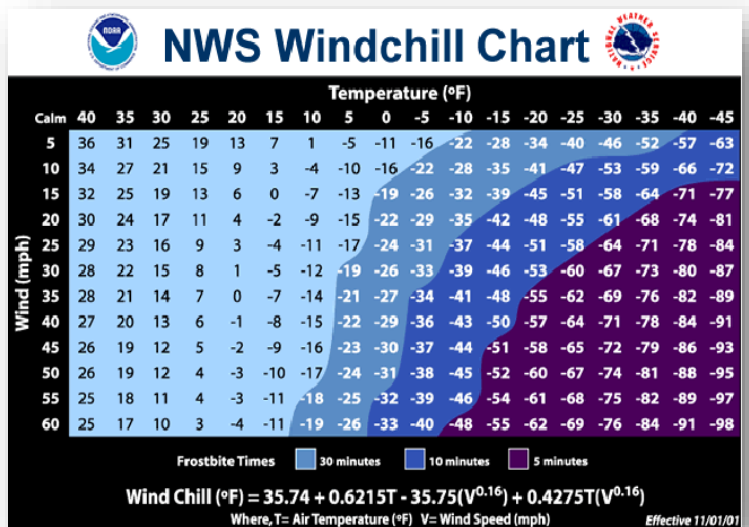 NOAA
NWS Windchill Chart
NATIONAL WEATHER SERVICE
Temperature (ºF)
Calm 40 35 30 25 20 15 10 5 0 -5 -10 -15 -20 -25 -30 -35 -40 -45
Wind (mph)
5 36 31 25 19 13 7 1 -5 -11 -16 -22 -28 -34 -40 -46 -52 -57 -63
10 34 27 21 15 9 3 -4 -10 -16 -22 -28 -35 -41 -47 -53 -59 -66 -72
15 32 25 19 13 6 0 -7 -13 -19 -26 -32 -39 -45 -51 -58 -64 -71 -77
20 30 24 17 11 4 -2 -9 -15 -22 -29 -35 -42 -48 -55 -61 -68 -74 -81
25 29 23 16 9 3 -4 -11 -17 -24 -31 -37 -44 -51 -58 -64 -71 -78 -84
30 28 22 15 8 1 -5 -12 -19 -26 -33 -39 -46 -53 -60 -67 -73 -80 -87
35 28 21 14 7 0 -7 -14 -21 -27 -34 -41 -48 -55 -62 -69 -76 -82 -89
40 27 20 13 6 -1 -8 -15 -22 -29 -36 -43 -50 -57 -64 -71 -78 -84 -91
45 26 19 12 5 -2 -9 -16 -23 -30 -37 -44 -51 -58 -65 -72 -79 -86 -93
50 26 19 12 4 -3 -10 -17 -24 -31 -38 -45 -52 -60 -67 -74 -81 -88 -95
55 25 18 11 4 -3 -11 -18 -25 -32 -39 -46 -54 -61 -68 -75 -82 -89 -97
60 25 17 10 3 -4 -11 -19 -26 -33 -40 -48 -55 -62 -69 -76 -84 -91 -98
Frostbite Times 30 minutes 10 minutes 5 minutes
Wind Chill (ºF) = 35.74 + 0.6215T - 35.75(V0.16) + 0.4275T(V0.16)
Where, T= Air Temperature (ºF) V= Wind Speed (mph) Effective 11/01/01